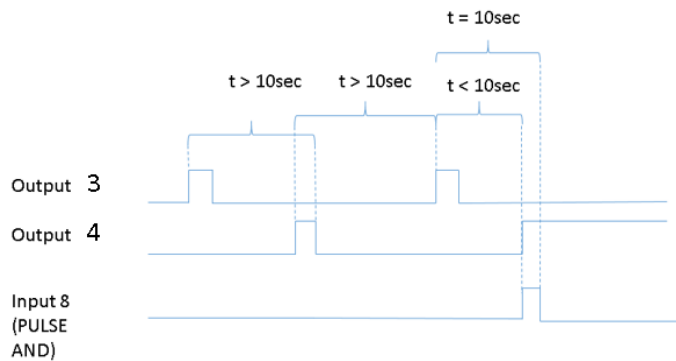 t = 10sec
t > 10sec
t > 10sec
t < 10sec
Output 3
Output 4
Input 8
(PULSE
AND)